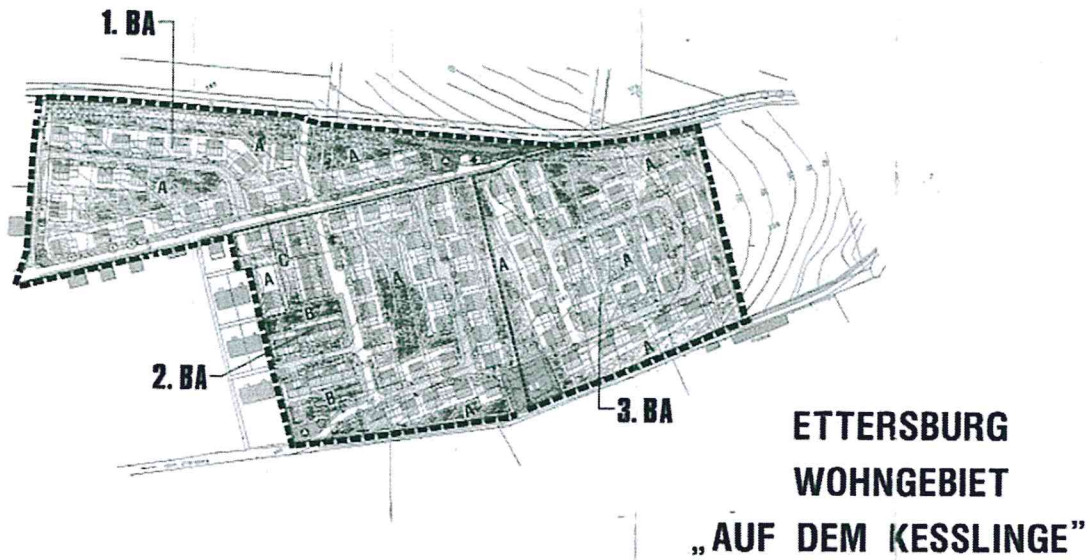 1. BA
A
A
A
A
A
C
A
A
A
B
2. BA
B
A
A
3. BA
ETTERSBURG
WOHNGEBIET
„AUF DEM KESSLINGE”